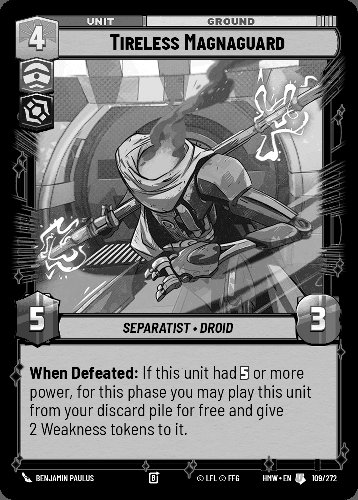 UNIT
GROUND
4
TIRELESS MAGNAGUARD
5
SEPARATIST • DROID
3
When Defeated: If this unit had 5 or more
power, for this phase you may play this unit
from your discard pile for free and give
2 Weakness tokens to it.
BENJAMIN PAULUS
© LFL © FFG
HMW • EN
109/272